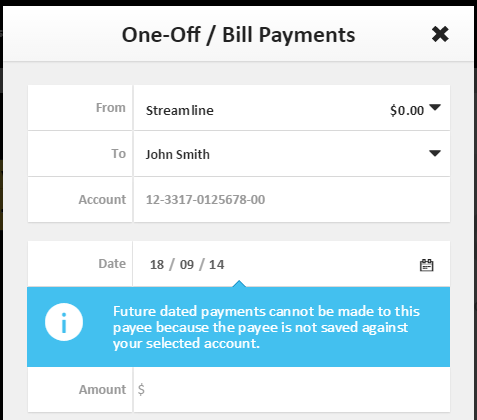 One-Off / Bill Payments
From Streamline $0.00
To John Smith
Account 12-3317-0125678-00
Date 18 / 09 / 14
Future dated payments cannot be made to this
payee because the payee is not saved against
your selected account.
Amount $